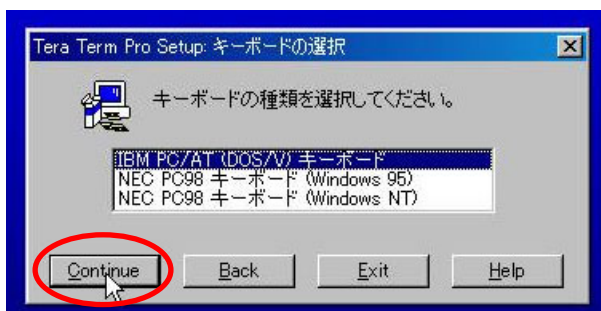 Tera Term Pro Setup: キーボードの選択
キーボードの種類を選択してください。
IBM PC/AT (DOS/V) キーボード
NEC PC98 キーボード (Windows 95)
NEC PC98 キーボード (Windows NT)
Continue Back Exit Help